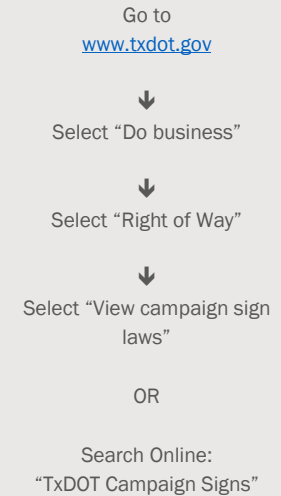 Go to
www.txdot.gov
🡻
Select “Do business”
🡻
Select “Right of Way”
🡻
Select “View campaign sign
laws”
OR
Search Online:
“TxDOT Campaign Signs”